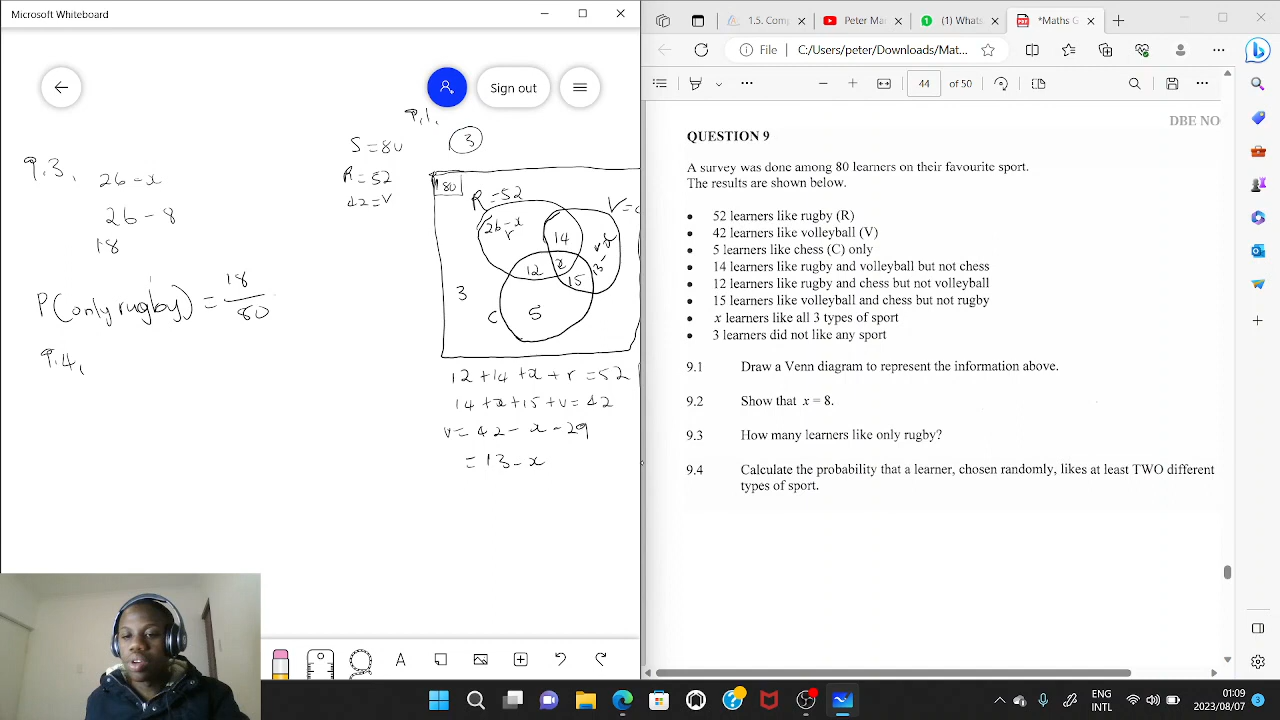 Microsoft Whiteboard
Sign out
9.1.
S = 80
R = 52
42 = V
3
80
R = 52
26 - x
r
14
12
x
15
3
C
5
12 + 14 + x + r = 52
14 + x + 15 + v = 42
v = 42 - x - 29
= 13 - x
9.3,
26 - x
26 - 8
18
P(only rugby) = 18
80
9.4,
1.5. Comp
Peter Mar
(1) Whats
*Maths G
File C:/Users/peter/Downloads/Mat...
44 of 50
DBE NO
QUESTION 9
A survey was done among 80 learners on their favourite sport.
The results are shown below.
• 52 learners like rugby (R)
• 42 learners like volleyball (V)
• 5 learners like chess (C) only
• 14 learners like rugby and volleyball but not chess
• 12 learners like rugby and chess but not volleyball
• 15 learners like volleyball and chess but not rugby
• x learners like all 3 types of sport
• 3 learners did not like any sport
9.1 Draw a Venn diagram to represent the information above.
9.2 Show that x = 8.
9.3 How many learners like only rugby?
9.4 Calculate the probability that a learner, chosen randomly, likes at least TWO different
types of sport.
A
ENG
INTL
01:09
2023/08/07
3